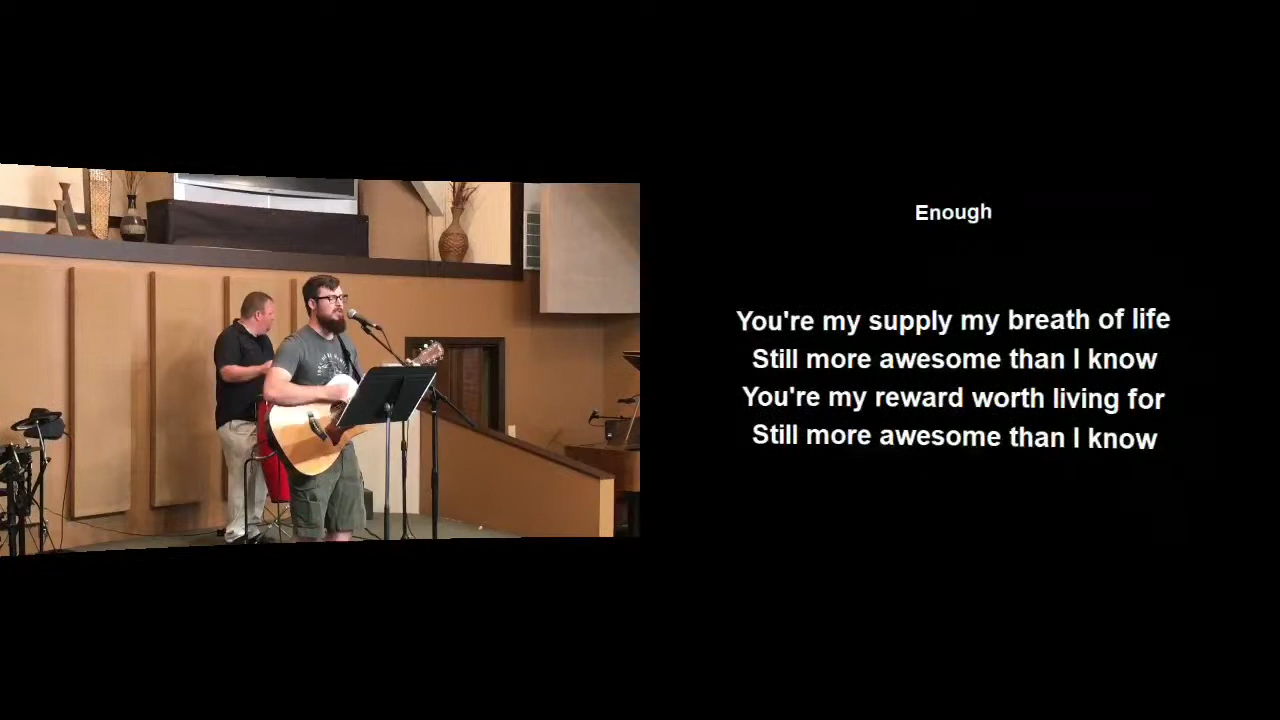 Enough
You're my supply my breath of life
Still more awesome than I know
You're my reward worth living for
Still more awesome than I know